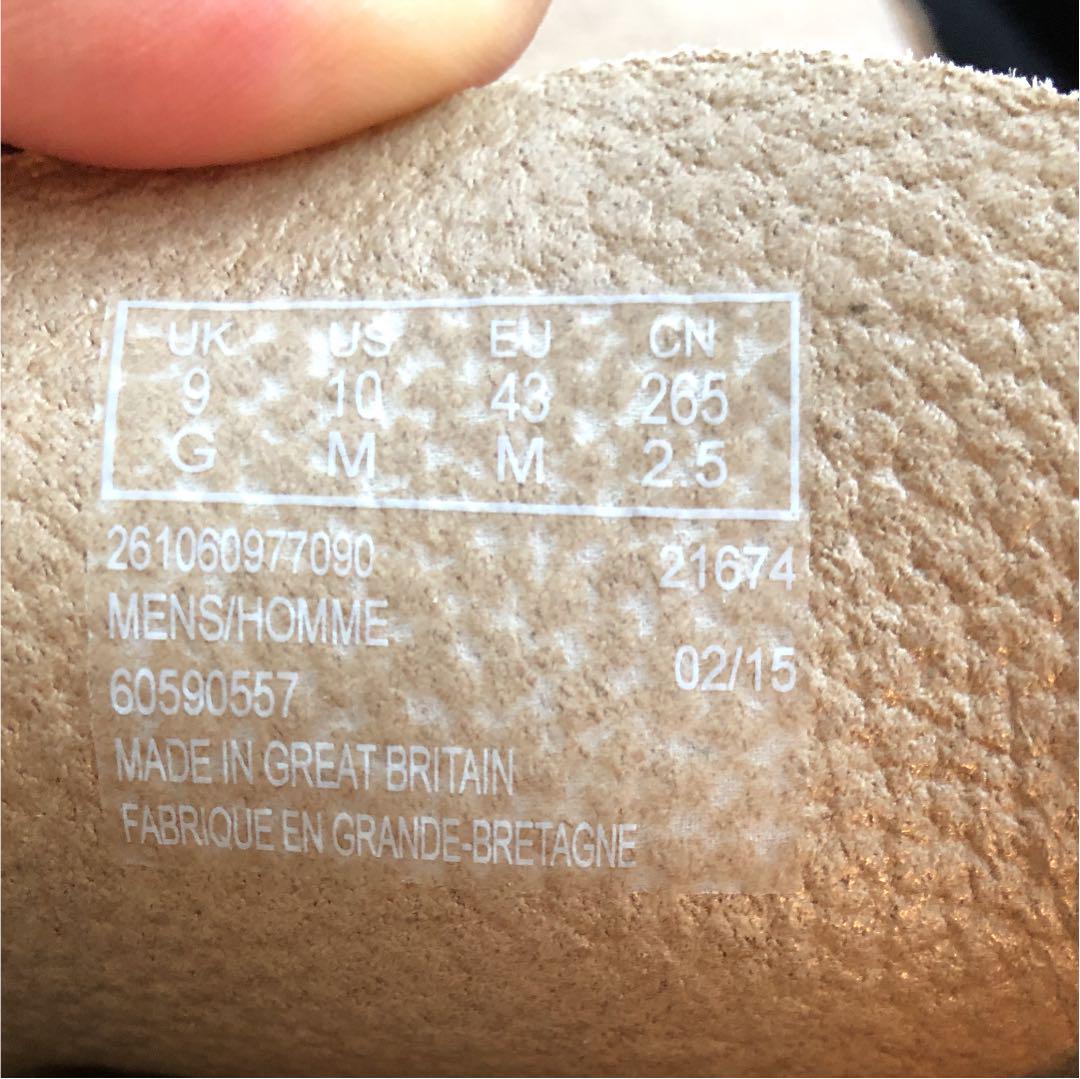 UK US EU CN
9 10 43 265
G M M 2.5
261060977090 21674
MENS/HOMME
02/15
60590557
MADE IN GREAT BRITAIN
FABRIQUE EN GRANDE-BRETAGNE